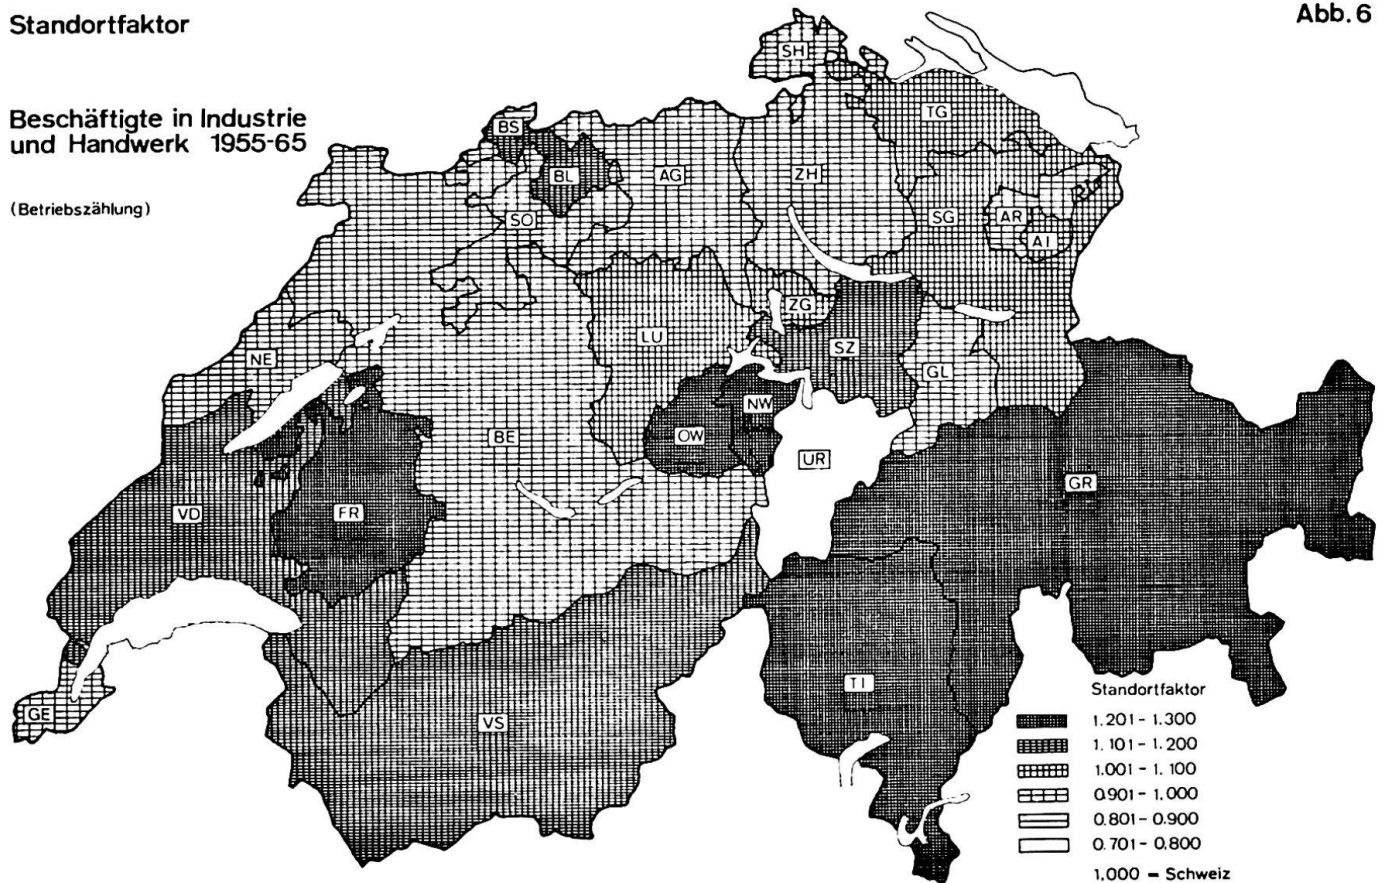 Standortfaktor
Abb. 6
Beschäftigte in Industrie
und Handwerk 1955-65
(Betriebszählung)
SH
BS
TG
BL
AG
ZH
SO
SG
AR
AI
ZG
LU
SZ
NE
GL
NW
BE
OW
UR
GR
VD
FR
TI
GE
VS
Standortfaktor
1.201 - 1.300
1.101 - 1.200
1.001 - 1.100
0.901 - 1.000
0.801 - 0.900
0.701 - 0.800
1,000 = Schweiz